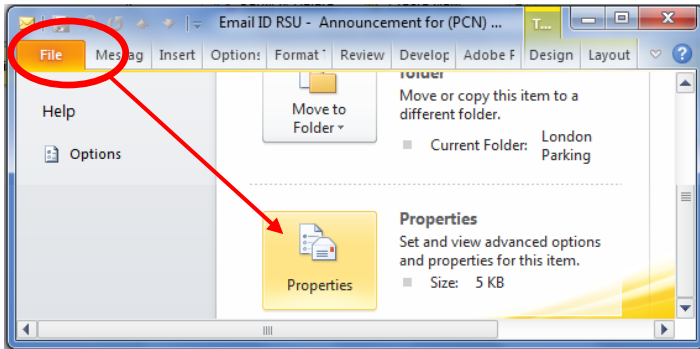 Email ID RSU - Announcement for (PCN) ...
T...
File Messag Insert Options Format T Review Develop Adobe F Design Layout
folder
Help
Move to
Folder
Move or copy this item to a
different folder.
Current Folder: London
Parking
Options
Properties
Properties
Set and view advanced options
and properties for this item.
Size: 5 KB